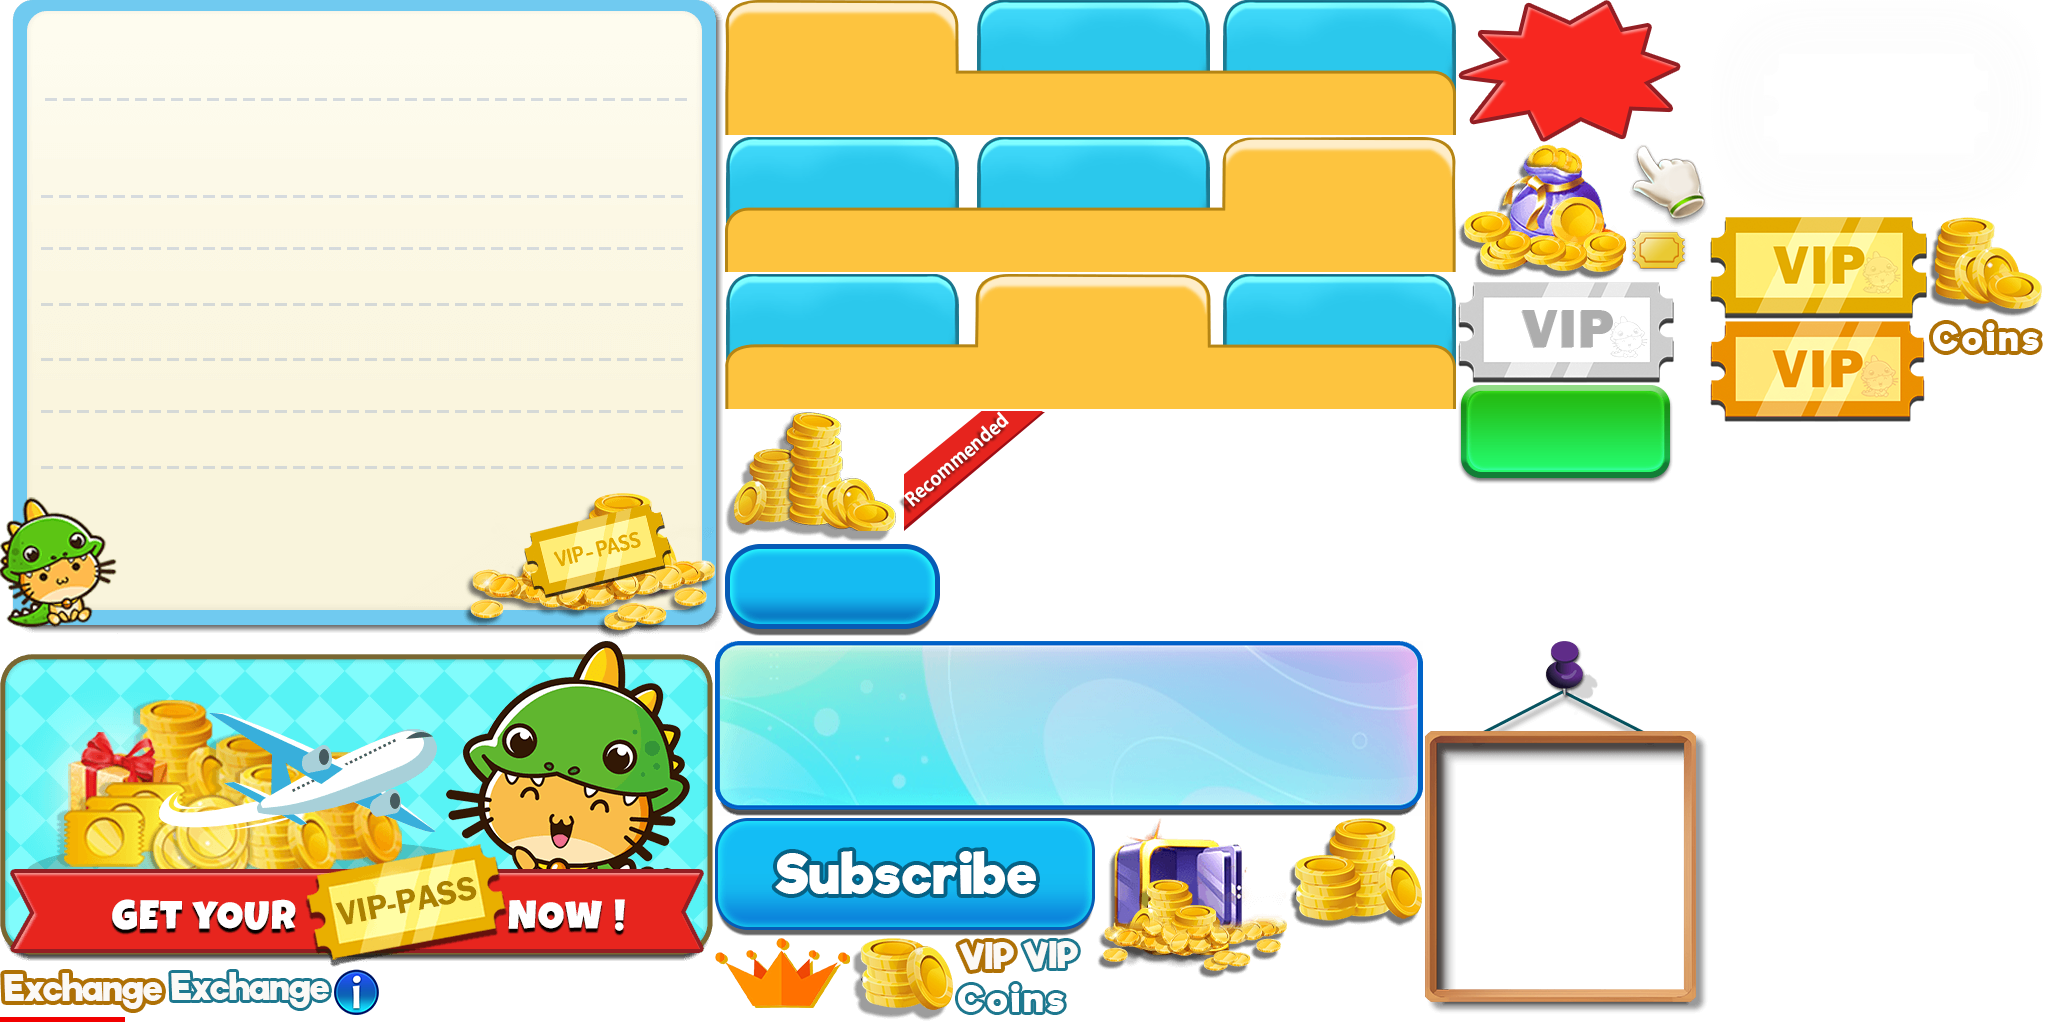 VIP
VIP
VIP
Coins
Recommended
VIP-PASS
GET YOUR VIP-PASS NOW !
Subscribe
Exchange Exchange i
VIP VIP
Coins